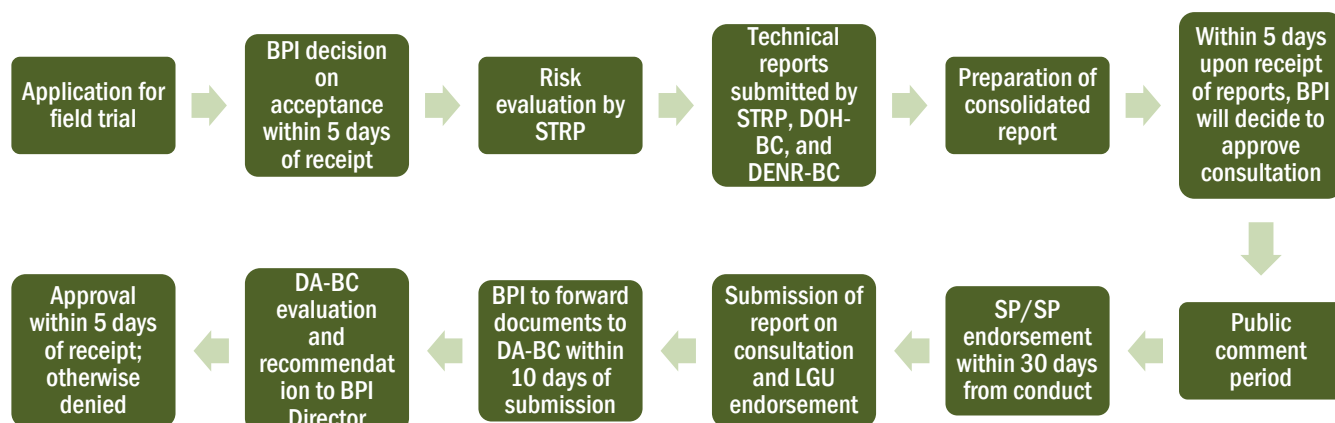 Application for
field trial
BPI decision
on
acceptance
within 5 days
of receipt
Risk
evaluation by
STRP
Technical
reports
submitted by
STRP, DOH-
BC, and
DENR-BC
Preparation of
consolidated
report
Within 5 days
upon receipt
of reports, BPI
will decide to
approve
consultation
Public
comment
period
SP/SP
endorsement
within 30 days
from conduct
Submission of
report on
consultation
and LGU
endorsement
BPI to forward
documents to
DA-BC within
10 days of
submission
DA-BC
evaluation
and
recommendat
ion to BPI
Director
Approval
within 5 days
of receipt;
otherwise
denied